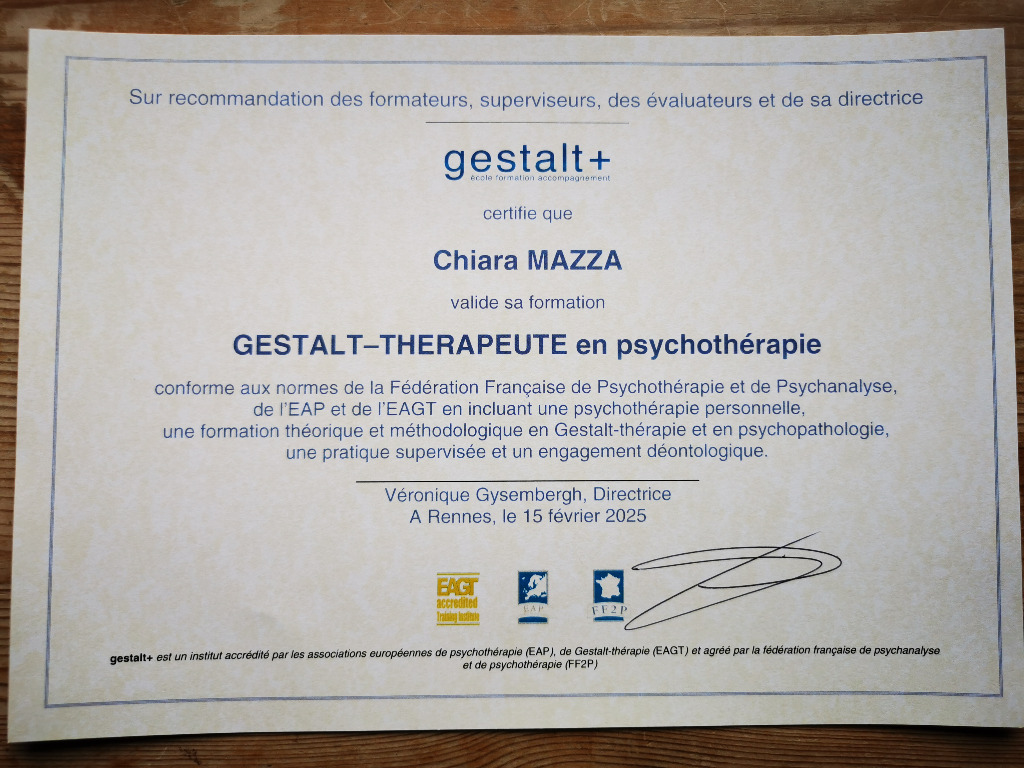 Sur recommandation des formateurs, superviseurs, des évaluateurs et de sa directrice
gestalt+
école formation accompagnement
certifie que
Chiara MAZZA
valide sa formation
GESTALT–THERAPEUTE en psychothérapie
conforme aux normes de la Fédération Française de Psychothérapie et de Psychanalyse,
de l'EAP et de l'EAGT en incluant une psychothérapie personnelle,
une formation théorique et méthodologique en Gestalt-thérapie et en psychopathologie,
une pratique supervisée et un engagement déontologique.
Véronique Gysembergh, Directrice
A Rennes, le 15 février 2025
EAGT
accredited
Training Institute
EAP
FF2P
gestalt+ est un institut accrédité par les associations européennes de psychothérapie (EAP), de Gestalt-thérapie (EAGT) et agréé par la fédération française de psychanalyse
et de psychothérapie (FF2P)